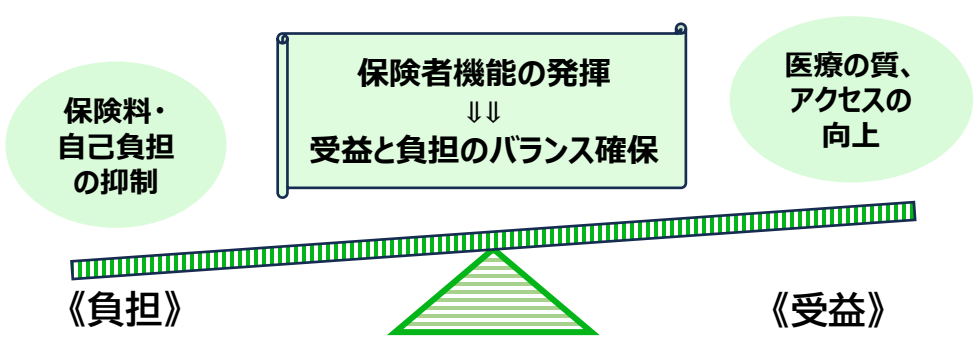 保険者機能の発揮
⇓⇓
受益と負担のバランス確保
保険料・
自己負担
の抑制
医療の質、
アクセスの
向上
《負担》
《受益》